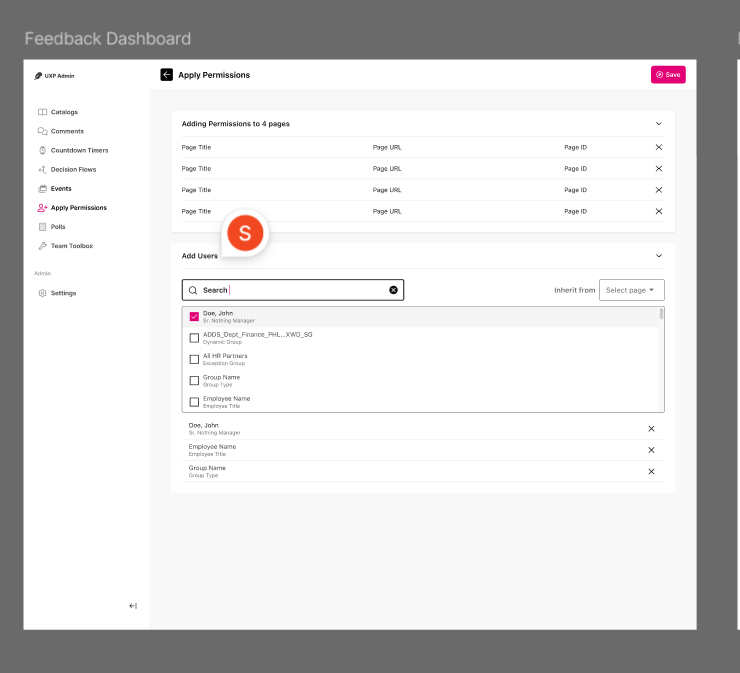 Feedback Dashboard
UXP Admin
Apply Permissions
Save
Catalogs
Comments
Countdown Timers
Decision Flows
Events
Apply Permissions
Polls
Team Toolbox
Admin
Settings
Adding Permissions to 4 pages
Page Title Page URL Page ID
Page Title Page URL Page ID
Page Title Page URL Page ID
Page Title Page URL Page ID
S
Add Users
Search
Inherit from Select page
Doe, John
Sr. Nothing Manager
ADDS_Dept_Finance_PHL...XWD_SG
Dynamic Group
All HR Partners
Exception Group
Group Name
Group Type
Employee Name
Employee Title
Doe, John
Sr. Nothing Manager
Employee Name
Employee Title
Group Name
Group Type